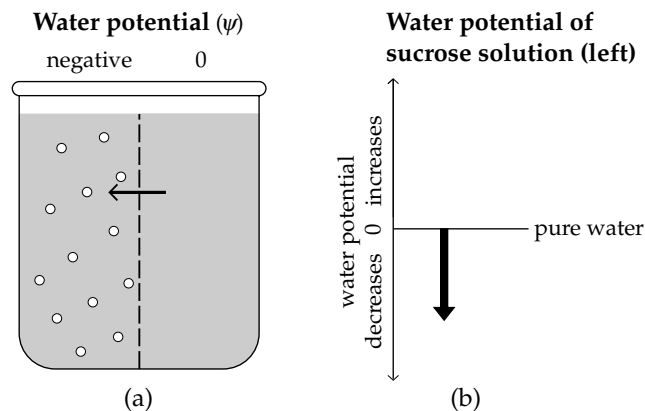 Water potential (ψ)
negative 0
(a)
Water potential of
sucrose solution (left)
water potential
decreases 0 increases
pure water
(b)